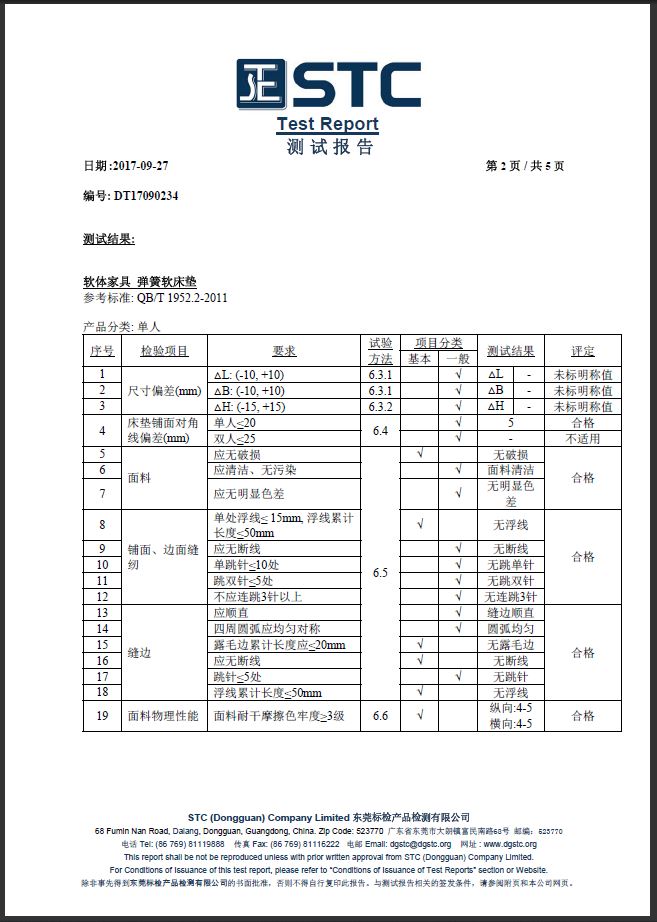 STC
Test Report
测 试 报 告
日期:2017-09-27 第 2 页 / 共 5 页
编号: DT17090234
测试结果:
软体家具 弹簧软床垫
参考标准: QB/T 1952.2-2011
产品分类: 单人
序号 检验项目 要求 试验方法 项目分类 基本 一般 测试结果 评定
1 尺寸偏差(mm) △L: (-10, +10) 6.3.1 √ △L - 未标明称值
2 △B: (-10, +10) 6.3.1 √ △B - 未标明称值
3 △H: (-15, +15) 6.3.2 √ △H - 未标明称值
4 床垫铺面对角线偏差(mm) 单人≤20 6.4 √ 5 合格
双人≤25 √ - 不适用
5 面料 应无破损 6.5 √ 无破损 合格
6 应清洁、无污染 √ 面料清洁
7 应无明显色差 √ 无明显色差
8 铺面、边面缝纫 单处浮线≤ 15mm, 浮线累计长度≤50mm √ 无浮线 合格
9 应无断线 √ 无断线
10 单跳针≤10处 √ 无跳单针
11 跳双针≤5处 √ 无跳双针
12 不应连跳3针以上 √ 无连跳3针
13 缝边 应顺直 √ 缝边顺直 合格
14 四周圆弧应均匀对称 √ 圆弧均匀
15 露毛边累计长度应≤20mm √ 无露毛边
16 应无断线 √ 无断线
17 跳针≤5处 √ 无跳针
18 浮线累计长度≤50mm √ 无浮线
19 面料物理性能 面料耐干摩擦色牢度≥3级 6.6 √ 纵向:4-5 横向:4-5 合格
STC (Dongguan) Company Limited 东莞标检产品检测有限公司
68 Fumin Nan Road, Dalang, Dongguan, Guangdong, China. Zip Code: 523770 广东省东莞市大朗镇富民南路68号 邮编: 523770
电话 Tel: (86 769) 81119888 传真 Fax: (86 769) 81116222 电邮 Email: dgstc@dgstc.org 网址 : www.dgstc.org
This report shall be not be reproduced unless with prior written approval from STC (Dongguan) Company Limited.
For Conditions of Issuance of this test report, please refer to "Conditions of Issuance of Test Reports" section or Website.
除非事先得到东莞标检产品检测有限公司的书面批准，否则不得自行复印此报告。与测试报告相关的签发条件，请参阅附页和本公司网页。